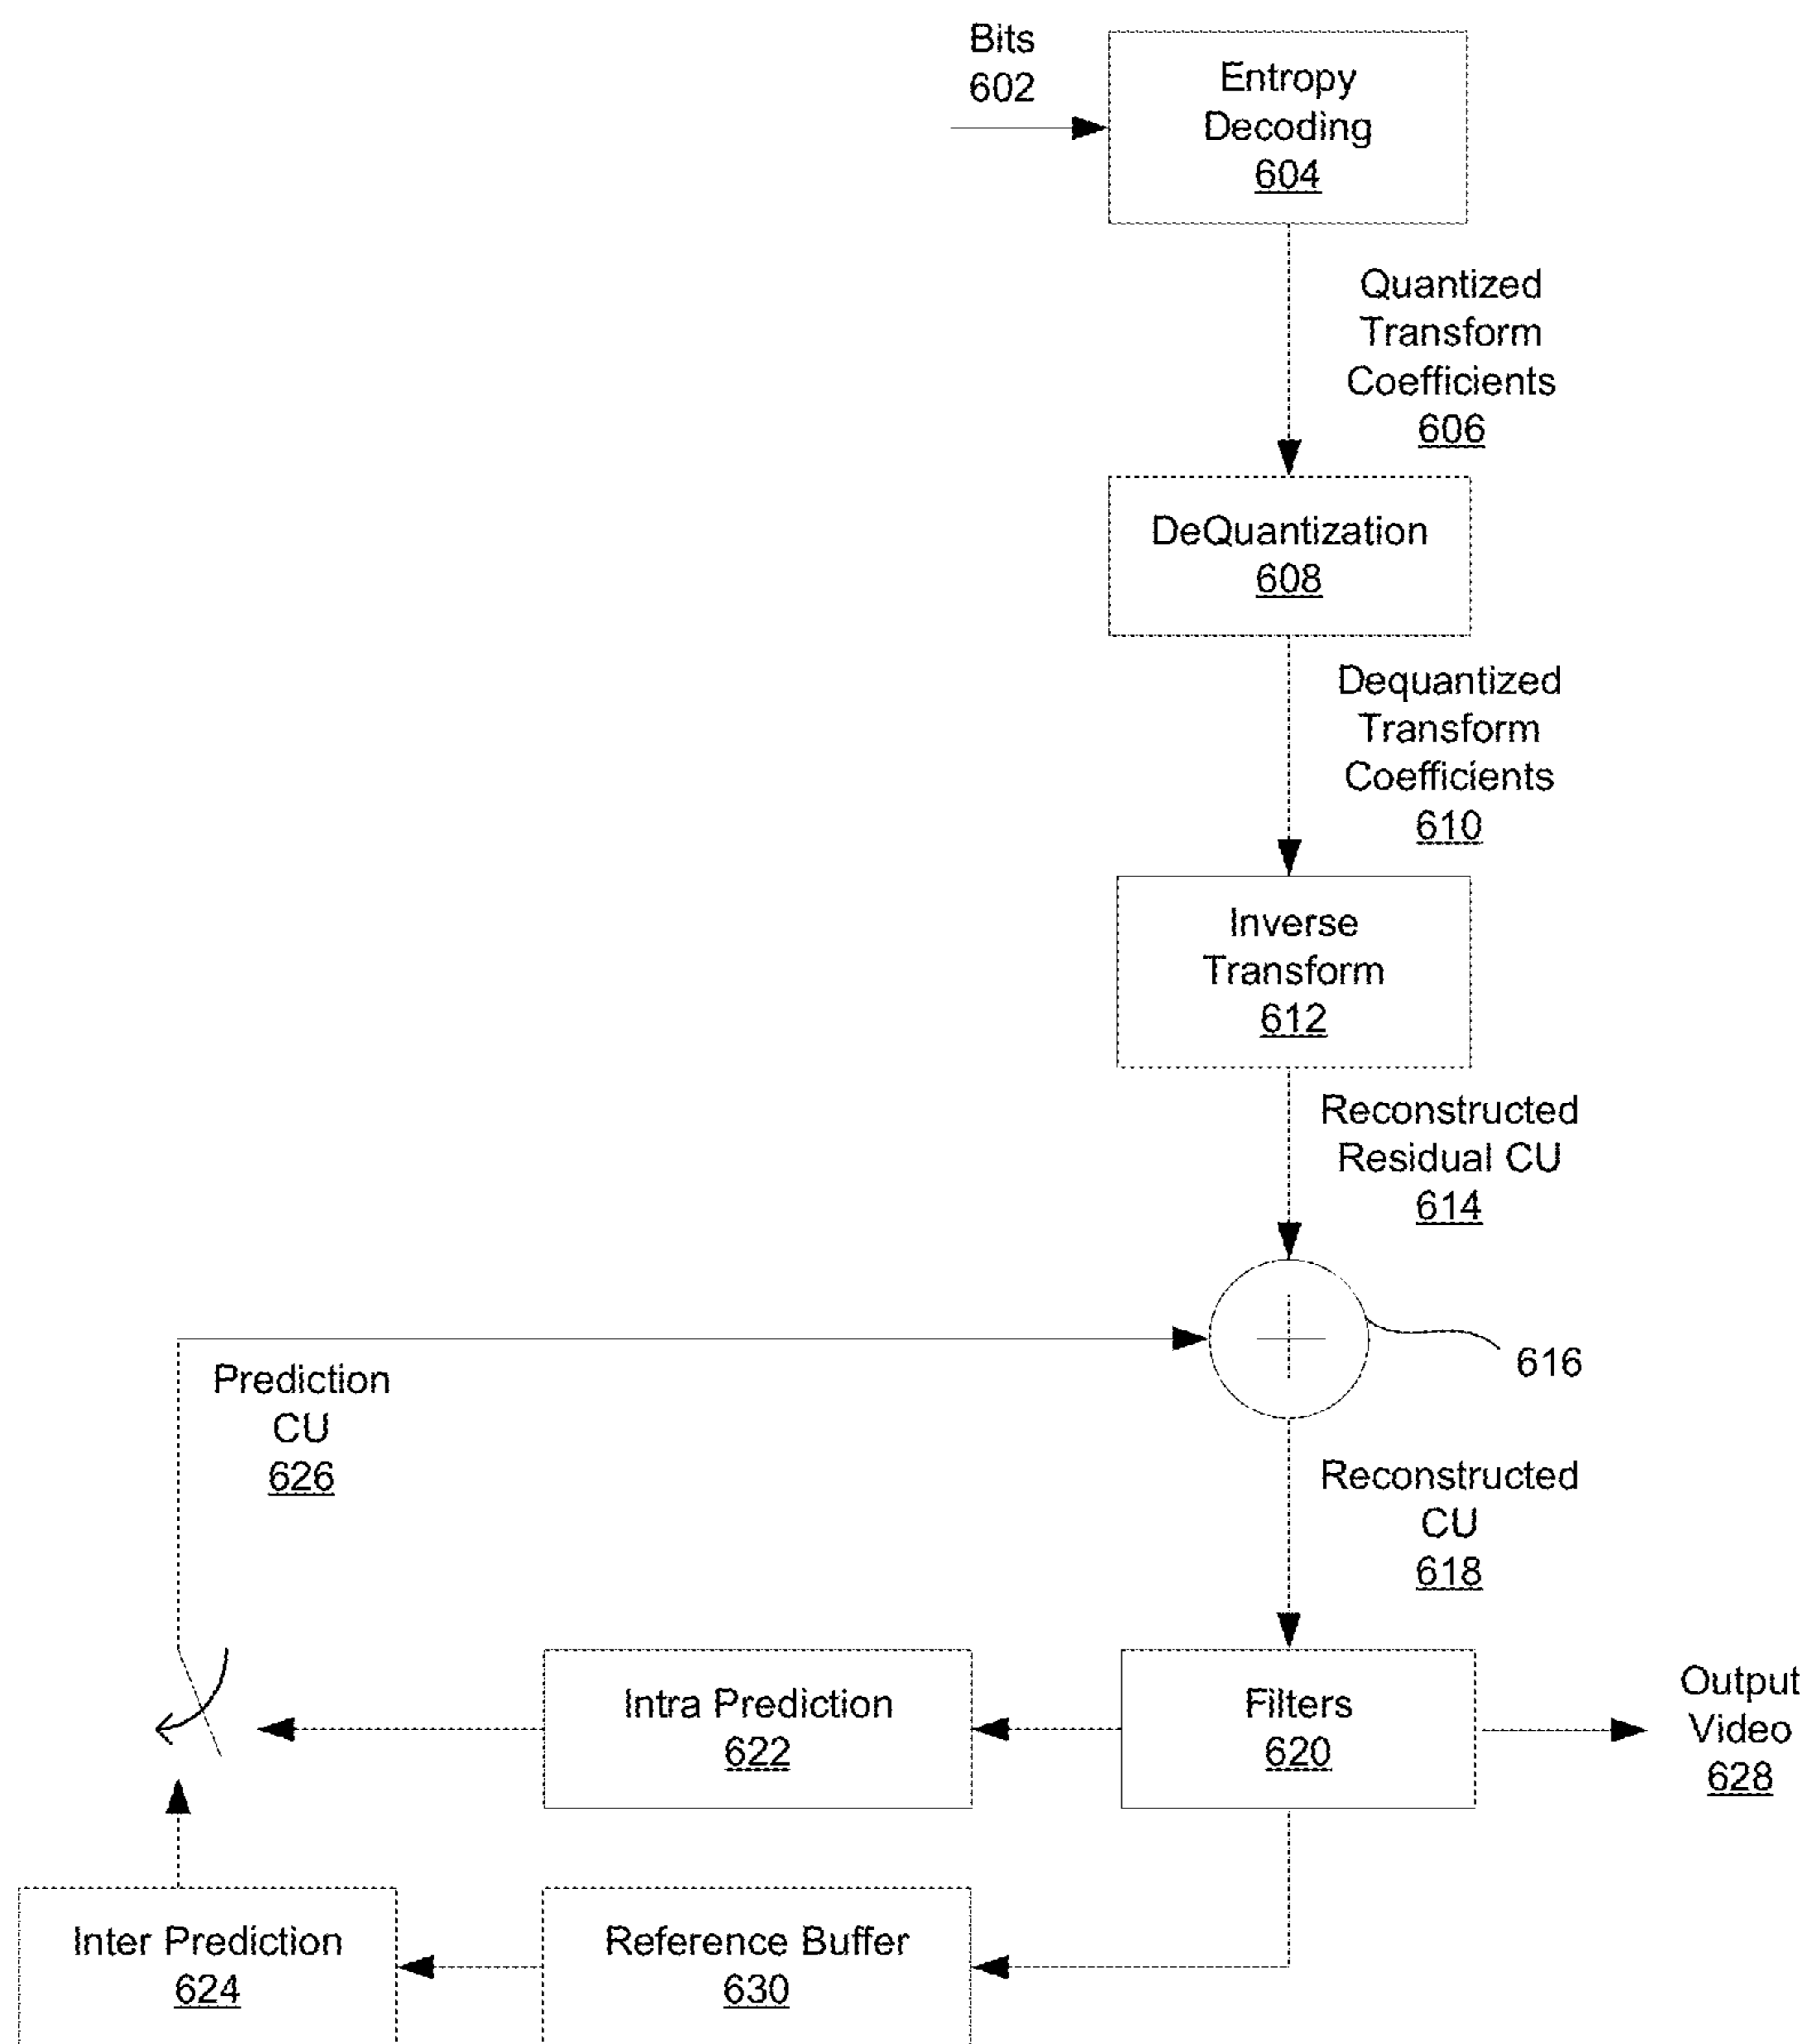 Bits
602
Entropy
Decoding
604
Quantized
Transform
Coefficients
606
DeQuantization
608
Dequantized
Transform
Coefficients
610
Inverse
Transform
612
Reconstructed
Residual CU
614
616
Prediction
CU
626
Reconstructed
CU
618
Intra Prediction
622
Filters
620
Output
Video
628
Inter Prediction
624
Reference Buffer
630